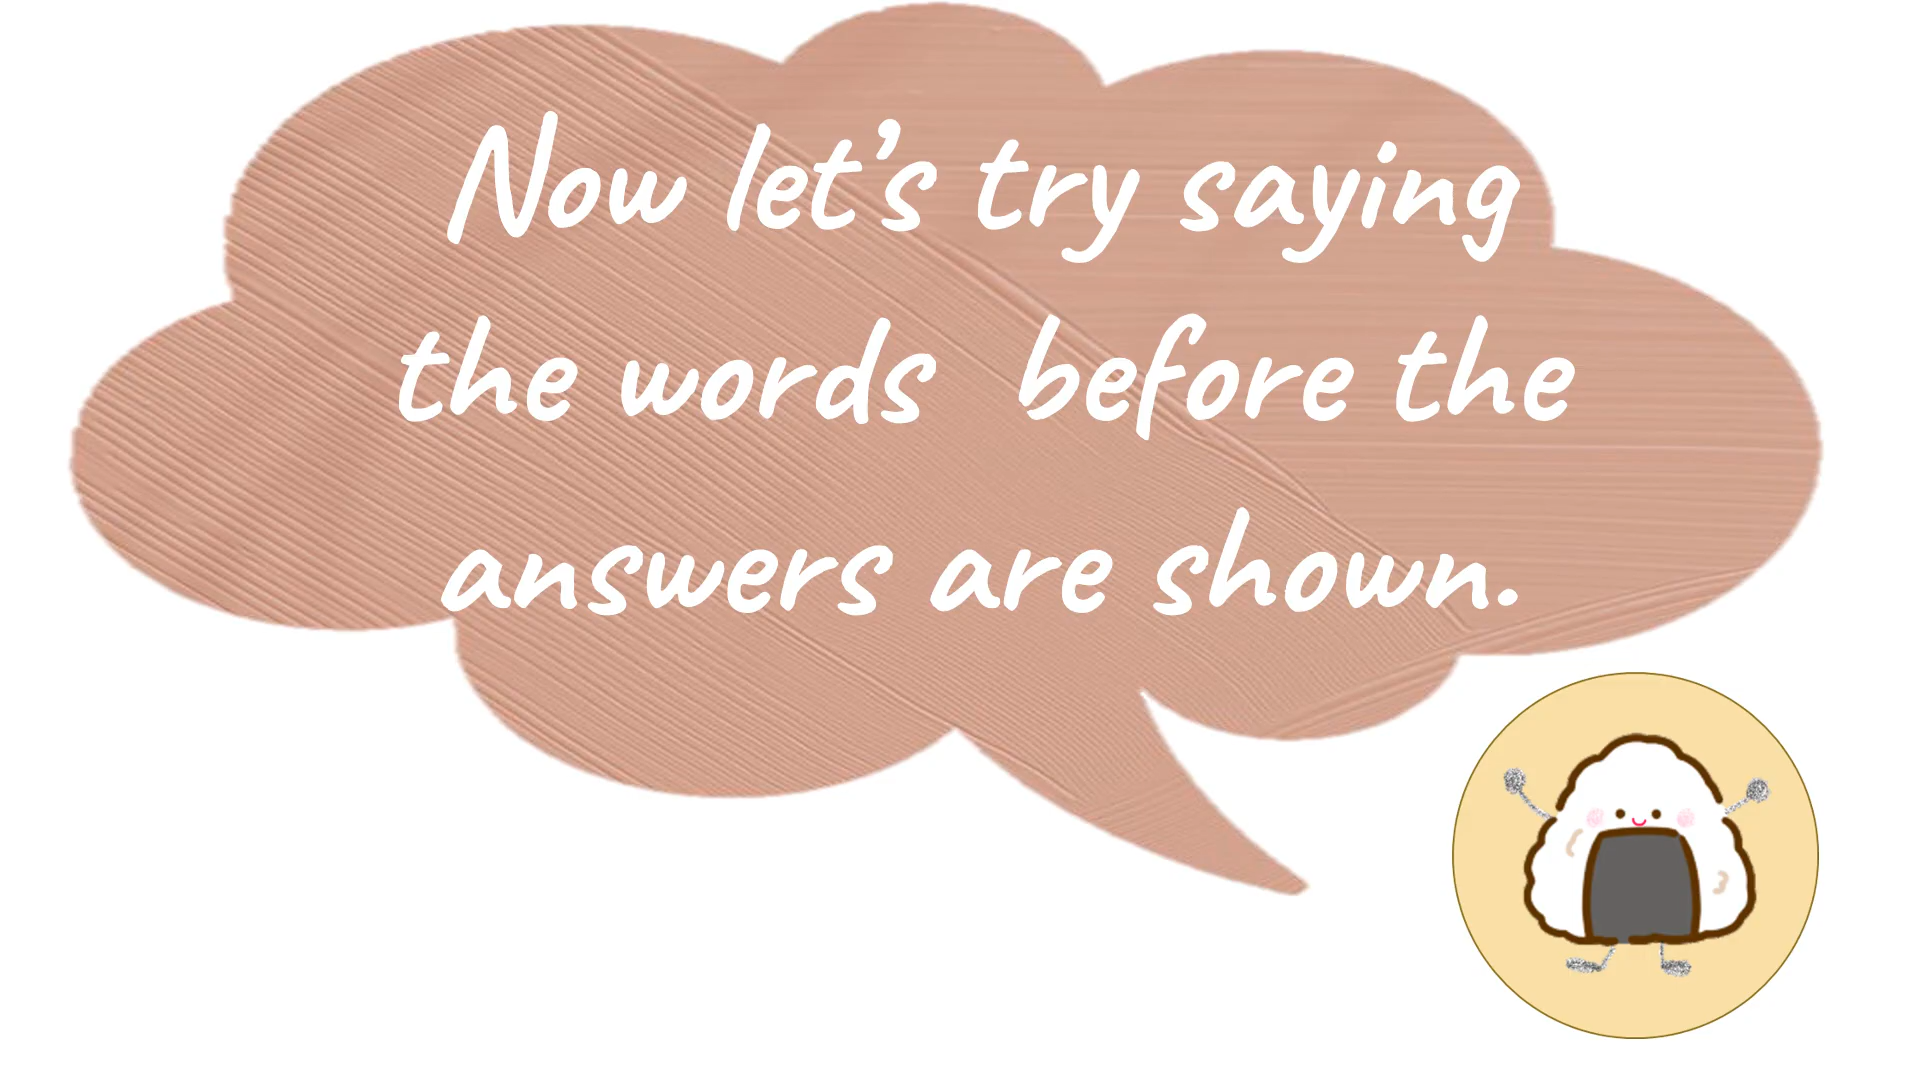 Now let’s try saying
the words  before the
answers are shown.